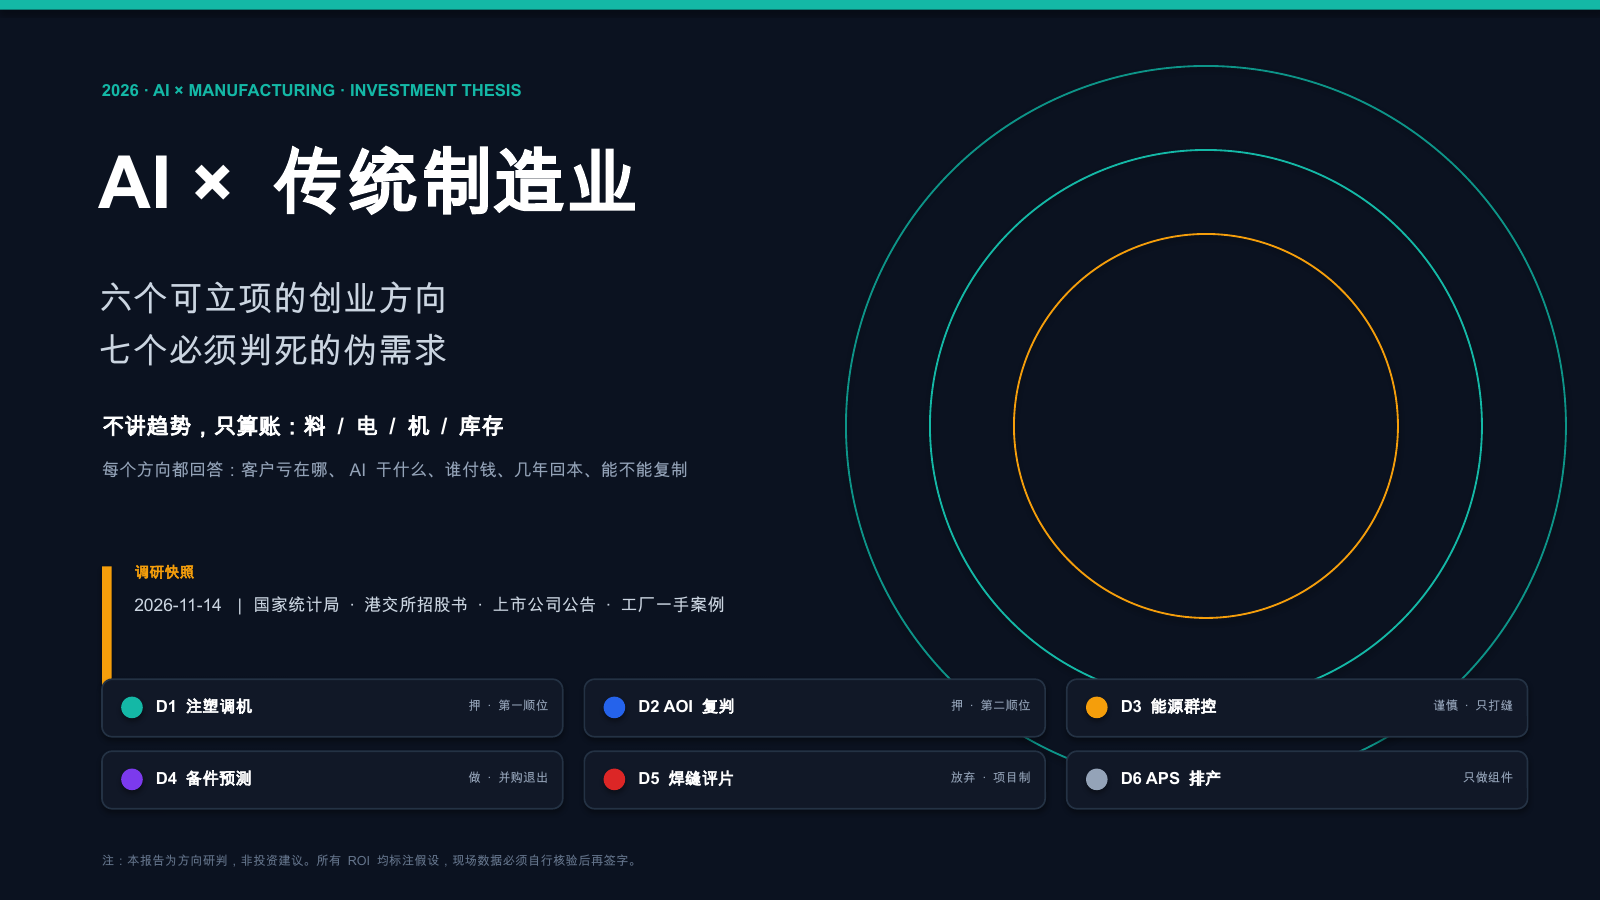 2026 · AI × MANUFACTURING · INVESTMENT THESIS
AI × 传统制造业
六个可立项的创业方向
七个必须判死的伪需求
不讲趋势，只算账：料 / 电 / 机 / 库存
每个方向都回答：客户亏在哪、 AI 干什么、谁付钱、几年回本、能不能复制
调研快照
2026-11-14 | 国家统计局 · 港交所招股书 · 上市公司公告 · 工厂一手案例
D1 注塑调机 押 · 第一顺位
D2 AOI 复判 押 · 第二顺位
D3 能源群控 谨慎 · 只打缝
D4 备件预测 做 · 并购退出
D5 焊缝评片 放弃 · 项目制
D6 APS 排产 只做组件
注：本报告为方向研判，非投资建议。所有 ROI 均标注假设，现场数据必须自行核验后再签字。